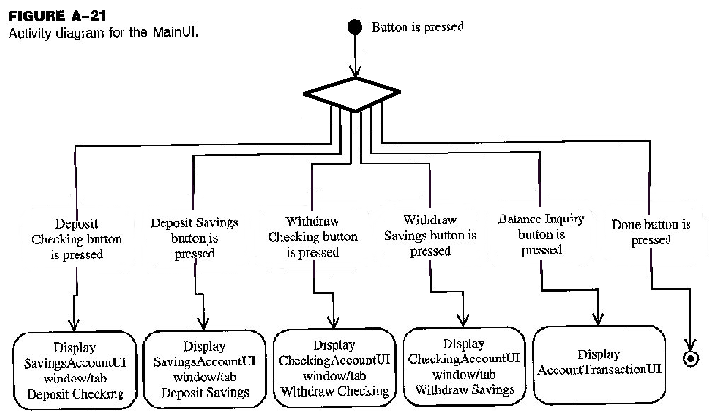 FIGURE A–21
Activity diagram for the MainUI.
Button is pressed
Deposit
Checking button
is pressed
Deposit Savings
button is
pressed
Withdraw
Checking button
is pressed
Withdraw
Savings button is
pressed
Balance Inquiry
button is
pressed
Done button is
pressed
Display
SavingsAccountUI
window/tab
Deposit Checking
Display
SavingsAccountUI
window/tab
Deposit Savings
Display
CheckingAccountUI
window/tab
Withdraw Checking
Display
CheckingAccountUI
window/tab
Withdraw Savings
Display
AccountTransactionUI